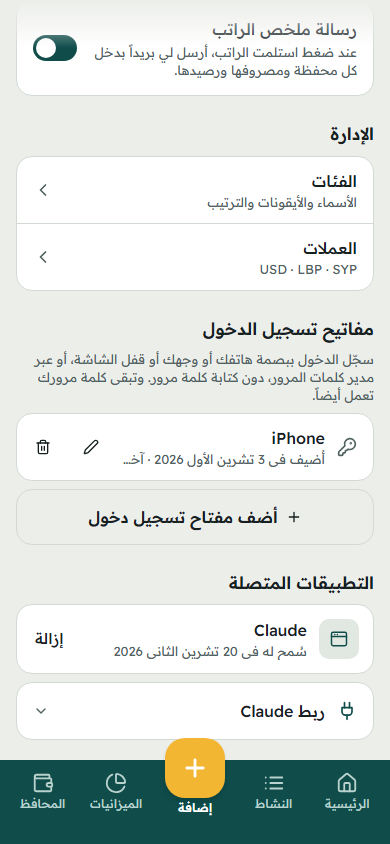 رسالة ملخص الراتب
عند ضغط استلمت الراتب، أرسل لي بريداً بدخل
كل محفظة ومصروفها ورصيدها.
الإدارة
الفئات
الأسماء والأيقونات والترتيب
العملات
USD · LBP · SYP
مفاتيح تسجيل الدخول
سجّل الدخول ببصمة هاتفك أو وجهك أو قفل الشاشة، أو عبر
مدير كلمات المرور، دون كتابة كلمة مرور. وتبقى كلمة مرورك
تعمل أيضاً.
iPhone
أضيف في 3 تشرين الأول 2026 · آخـ...
أضف مفتاح تسجيل دخول
التطبيقات المتصلة
Claude
سُمح له في 20 تشرين الثاني 2026
إزالة
ربط Claude
الرئيسية
النشاط
إضافة
الميزانيات
المحافظ